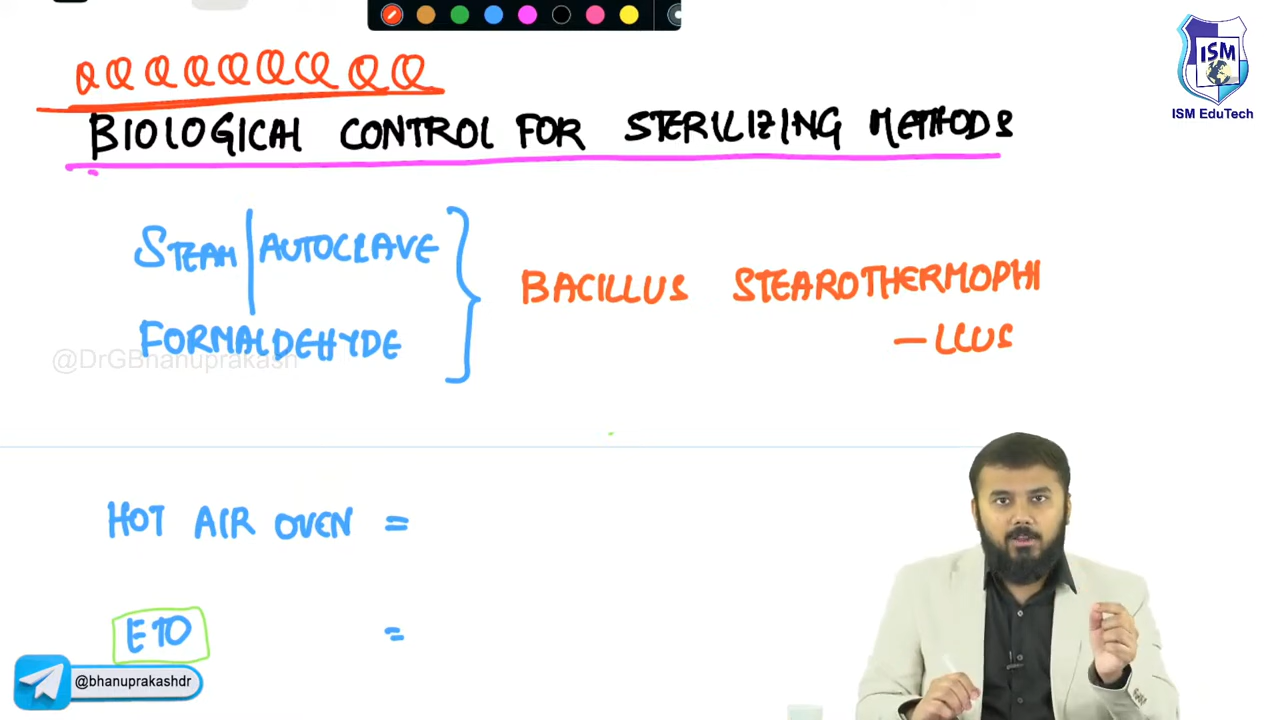 Q Q Q Q Q Q Q Q Q
ISM
ISM EduTech
BIOLOGICAL CONTROL FOR STERILIZING METHODS
STEAM | AUTOCLAVE
FORMALDEHYDE
BACILLUS STEAROTHERMOPHI
- LLUS
@DrGBhanuprakash
HOT AIR OVEN =
ETO =
@bhanuprakashdr